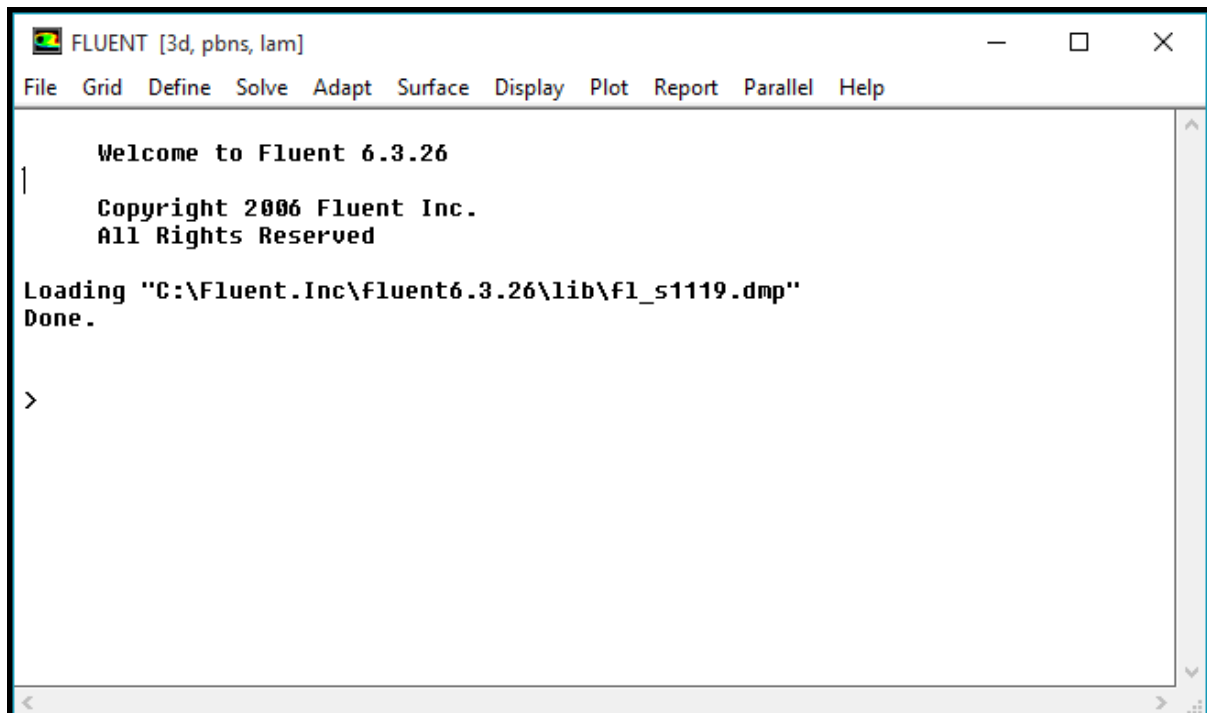 FLUENT [3d, pbns, lam]
File Grid Define Solve Adapt Surface Display Plot Report Parallel Help
Welcome to Fluent 6.3.26
Copyright 2006 Fluent Inc.
All Rights Reserved
Loading "C:\Fluent.Inc\fluent6.3.26\lib\fl_s1119.dmp"
Done.
>